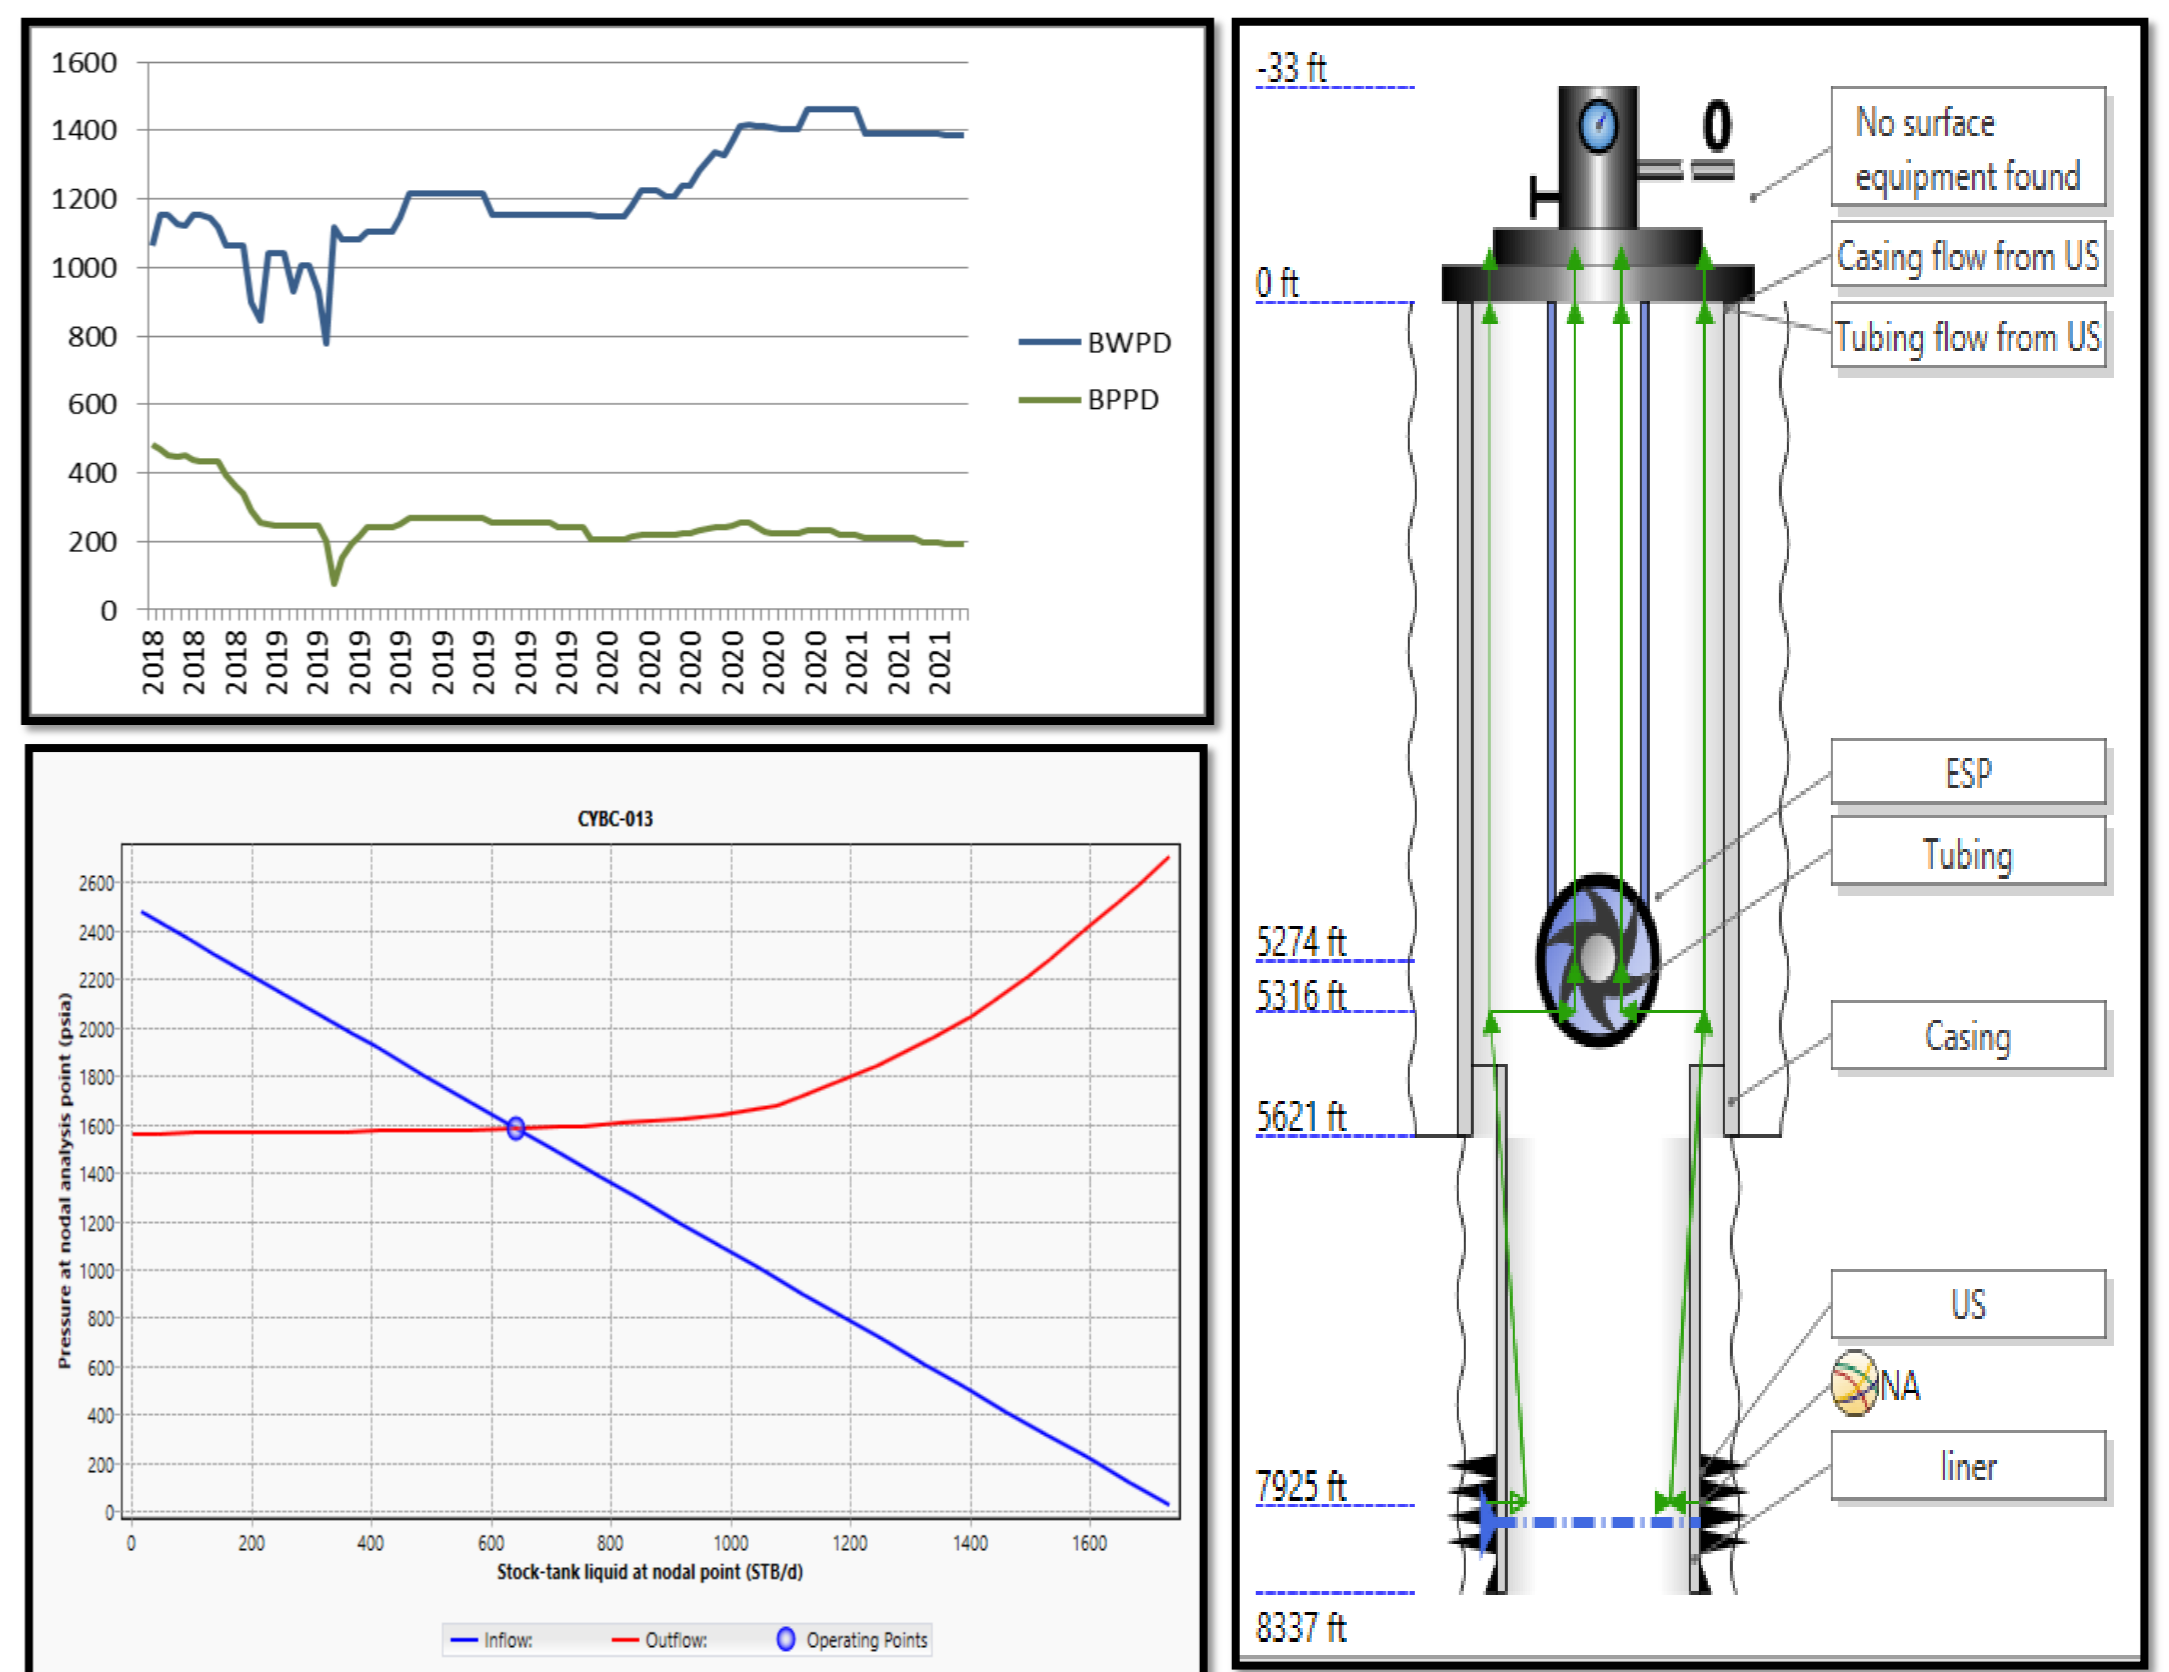 1600
1400
1200
1000
800
600
400
200
0
2018
2018
2018
2019
2019
2019
2019
2019
2019
2019
2019
2020
2020
2020
2020
2020
2020
2021
2021
2021
BWPD
BPPD
CYBC-013
Pressure at nodal analysis point (psia)
2600
2400
2200
2000
1800
1600
1400
1200
1000
800
600
400
200
0
0 200 400 600 800 1000 1200 1400 1600
Stock-tank liquid at nodal point (STB/d)
Inflow: Outflow: Operating Points
-33 ft
0
No surface
equipment found
Casing flow from US
0 ft
Tubing flow from US
ESP
Tubing
5274 ft
5316 ft
Casing
5621 ft
US
NA
liner
7925 ft
8337 ft